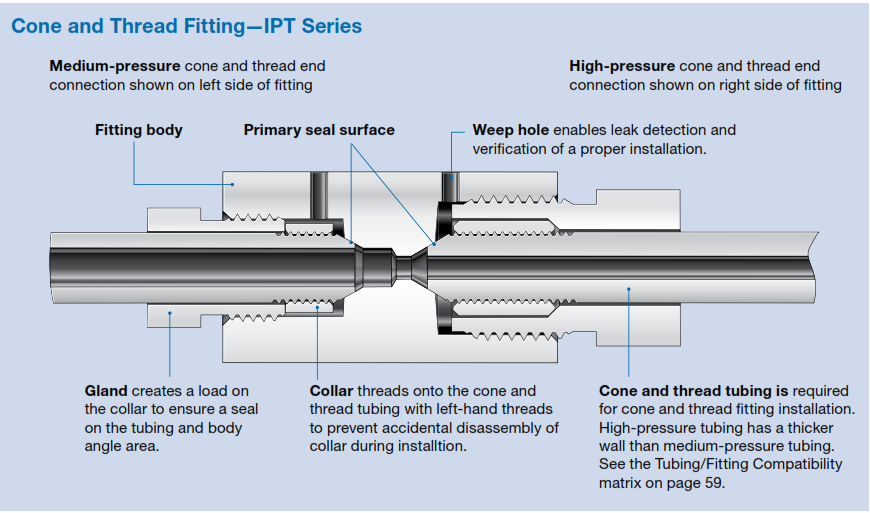 Cone and Thread Fitting—IPT Series
Medium-pressure cone and thread end
connection shown on left side of fitting
High-pressure cone and thread end
connection shown on right side of fitting
Fitting body
Primary seal surface
Weep hole enables leak detection and
verification of a proper installation.
Gland creates a load on
the collar to ensure a seal
on the tubing and body
angle area.
Collar threads onto the cone and
thread tubing with left-hand threads
to prevent accidental disassembly of
collar during installtion.
Cone and thread tubing is required
for cone and thread fitting installation.
High-pressure tubing has a thicker
wall than medium-pressure tubing.
See the Tubing/Fitting Compatibility
matrix on page 59.